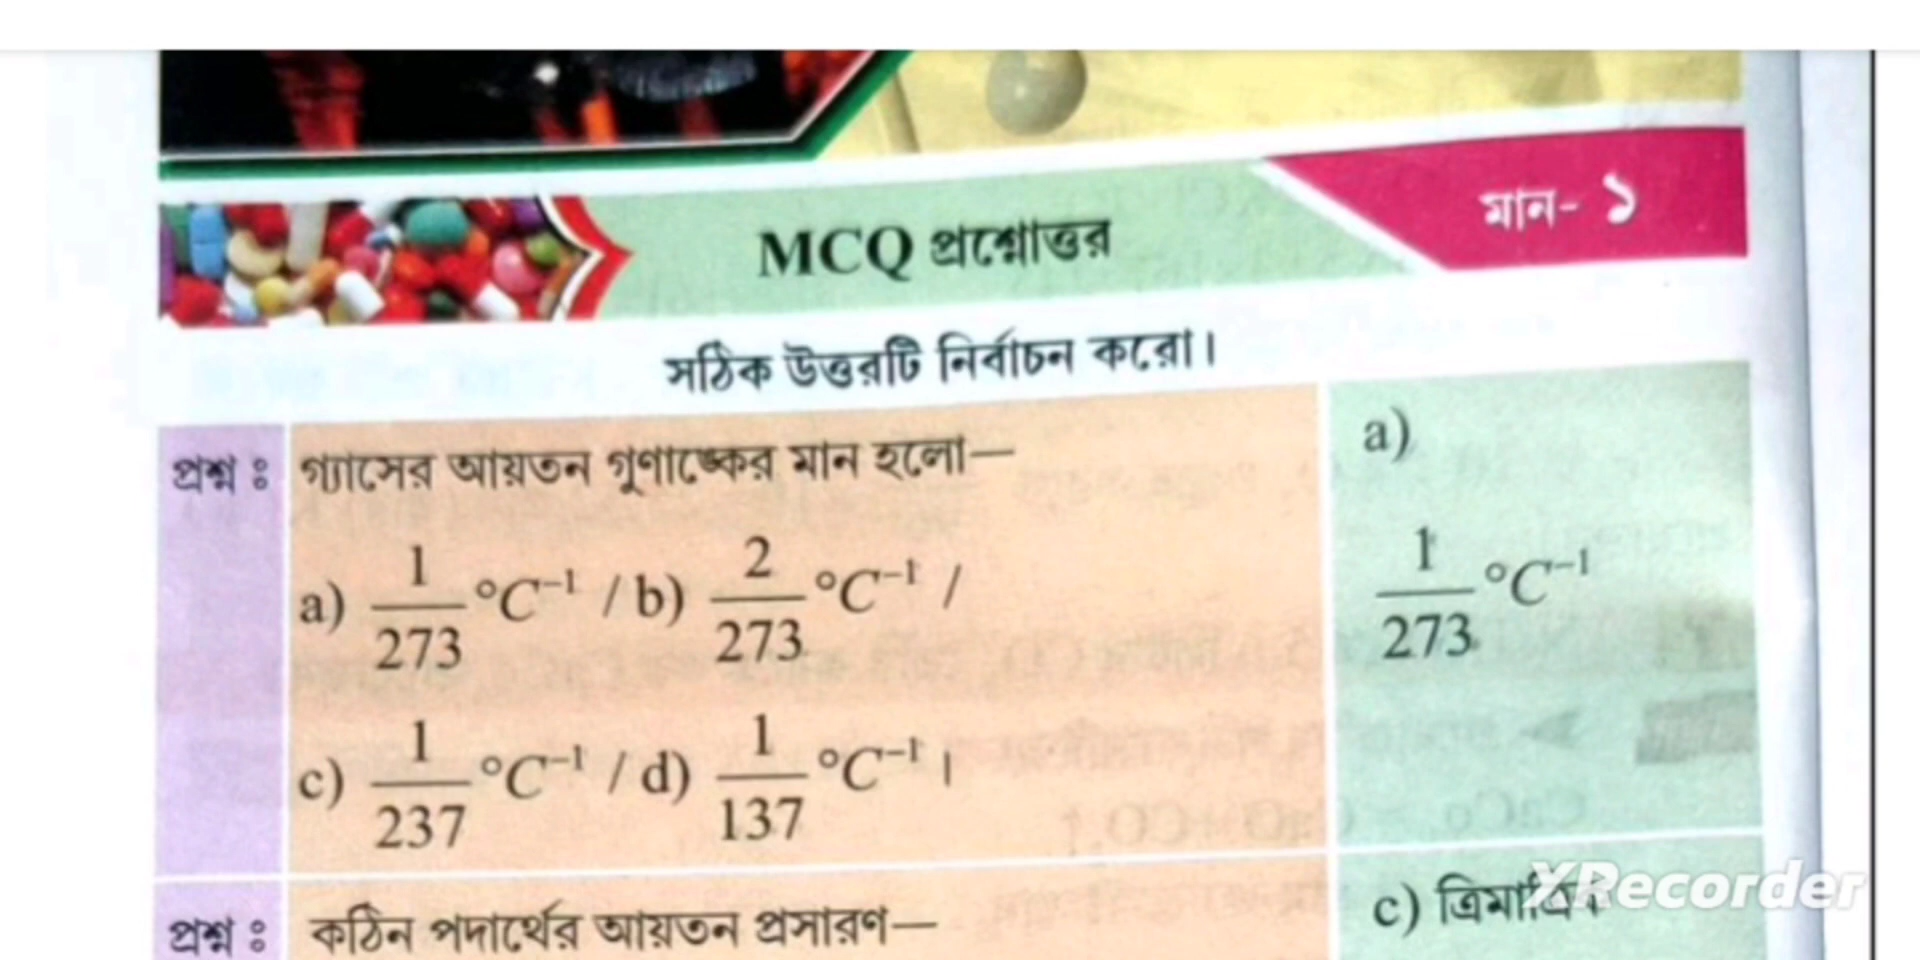 মান- ১
MCQ প্রশ্নোত্তর
সঠিক উত্তরটি নির্বাচন করো।
প্রশ্ন ঃ গ্যাসের আয়তন গুণাঙ্কের মান হলো—
a) 1/273 °C⁻¹ / b) 2/273 °C⁻¹ /
c) 1/237 °C⁻¹ / d) 1/137 °C⁻¹ ।
a)
1/273 °C⁻¹
প্রশ্ন ঃ কঠিন পদার্থের আয়তন প্রসারণ—
c) ত্রিমাত্রিক
XRecorder